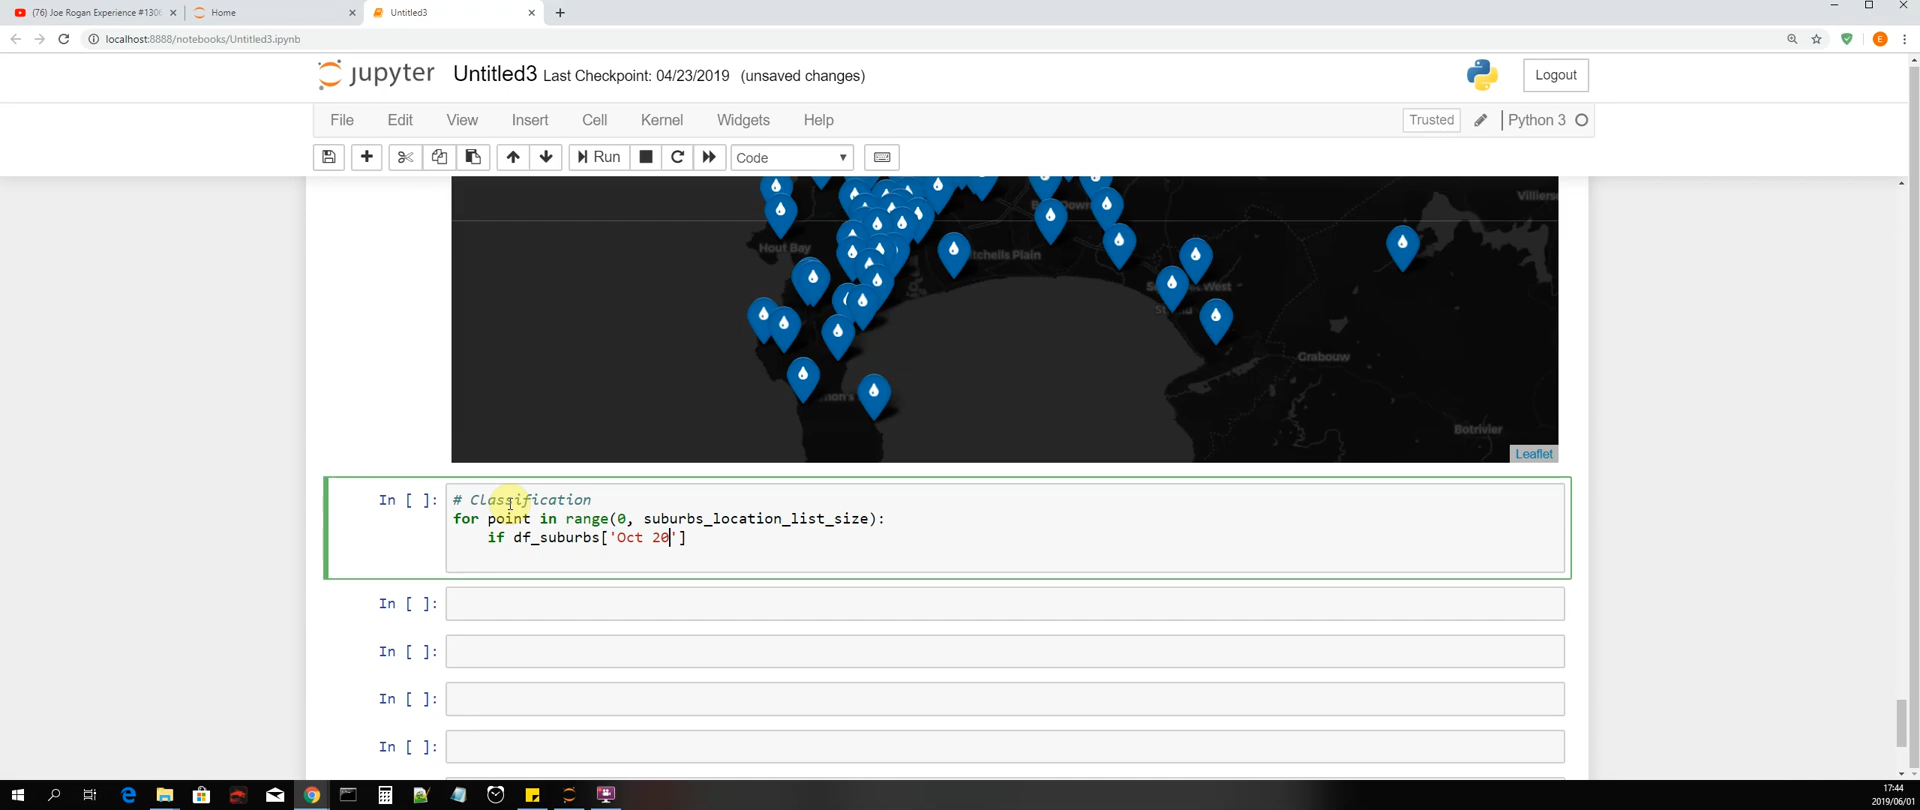 (76) Joe Rogan Experience #1306
Home
Untitled3
localhost:8888/notebooks/Untitled3.ipynb
E
jupyter Untitled3 Last Checkpoint: 04/23/2019 (unsaved changes)
Logout
File Edit View Insert Cell Kernel Widgets Help
Trusted
Python 3
Run
Code
Villiers
Hout Bay
tchells Plain
Grabouw
Botrivier
Leaflet
In [ ]: # Classification
for point in range(0, suburbs_location_list_size):
if df_suburbs['Oct 20']
In [ ]:
In [ ]:
In [ ]:
In [ ]:
17:44
2019/06/01